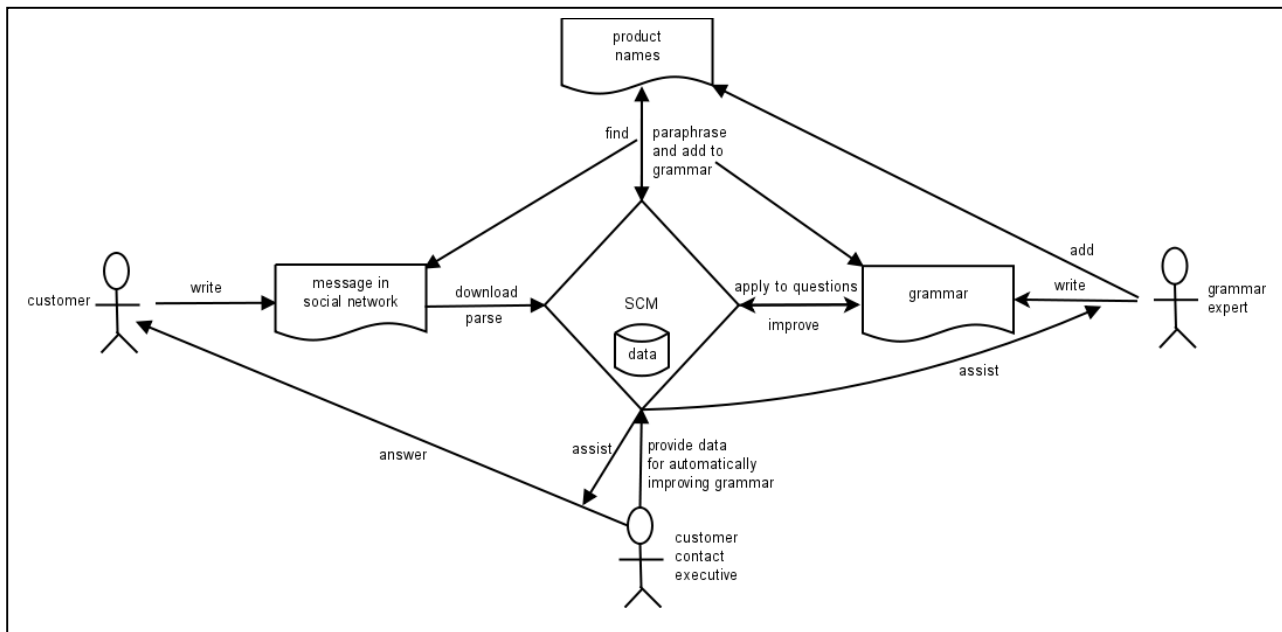 product
names
find
paraphrase
and add to
grammar
add
customer
write
message in
social network
download
parse
SCM
data
apply to questions
improve
grammar
write
grammar
expert
assist
answer
assist
provide data
for automatically
improving grammar
customer
contact
executive